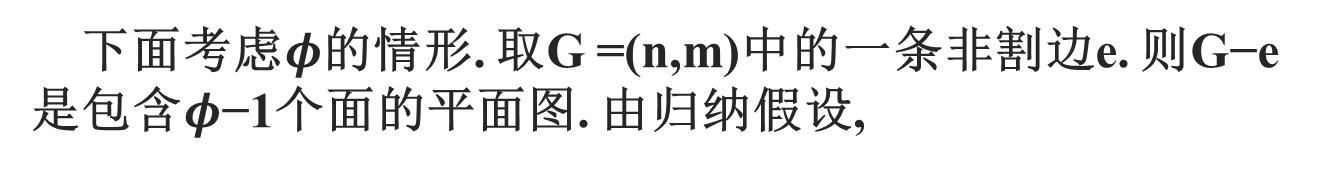 下面考虑ϕ的情形. 取G =(n,m)中的一条非割边e. 则G−e
是包含ϕ−1个面的平面图. 由归纳假设,